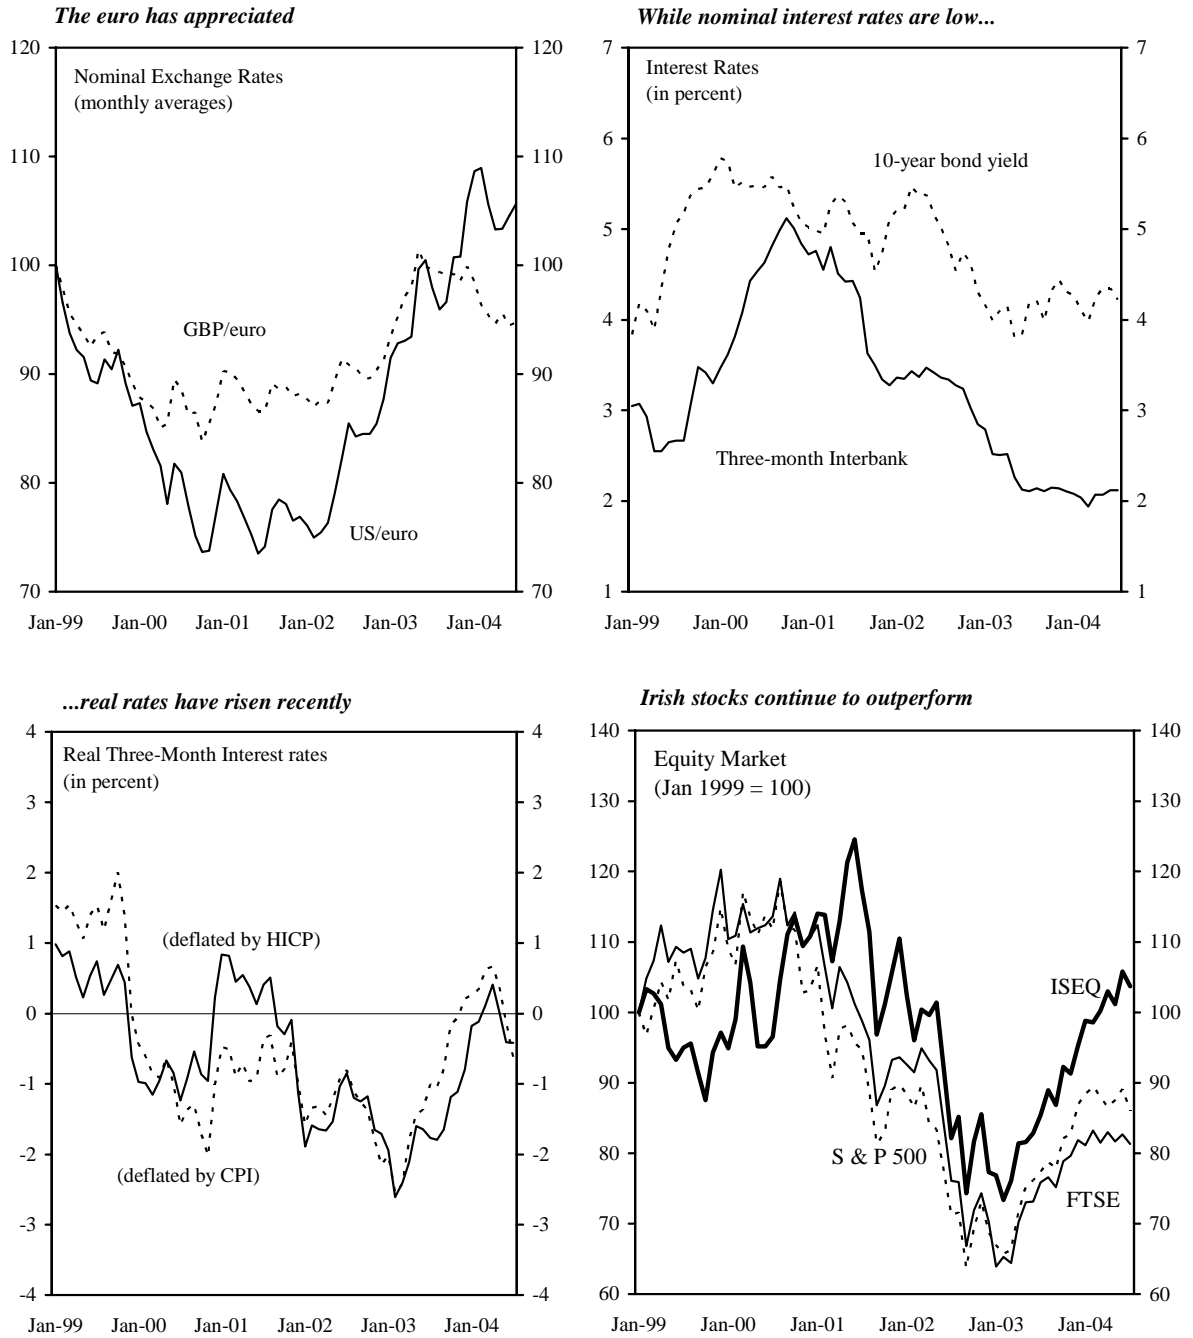 The euro has appreciated
120 120
Nominal Exchange Rates
(monthly averages)
110 110
100 100
GBP/euro
90 90
80 80
US/euro
70 70
Jan-99 Jan-00 Jan-01 Jan-02 Jan-03 Jan-04
While nominal interest rates are low...
7 7
Interest Rates
(in percent)
6 6
10-year bond yield
5 5
4 4
3 3
Three-month Interbank
2 2
1 1
Jan-99 Jan-00 Jan-01 Jan-02 Jan-03 Jan-04
...real rates have risen recently
4 4
Real Three-Month Interest rates
(in percent)
3 3
2 2
1 1
(deflated by HICP)
0 0
-1 -1
-2 -2
(deflated by CPI)
-3 -3
-4 -4
Jan-99 Jan-00 Jan-01 Jan-02 Jan-03 Jan-04
Irish stocks continue to outperform
140 140
Equity Market
(Jan 1999 = 100)
130 130
120 120
110 110
ISEQ
100 100
90 90
80 80
S & P 500
FTSE
70 70
60 60
Jan-99 Jan-00 Jan-01 Jan-02 Jan-03 Jan-04